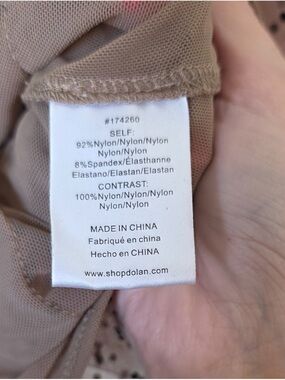 #174260
SELF:
92%Nylon/Nylon/Nylon
Nylon/Nylon
8%Spandex/Élasthanne
Elastano/Elastan/Elastan
CONTRAST:
100%Nylon/Nylon/Nylon
Nylon/Nylon
MADE IN CHINA
Fabriqué en china
Hecho en CHINA
www.shopdolan.com